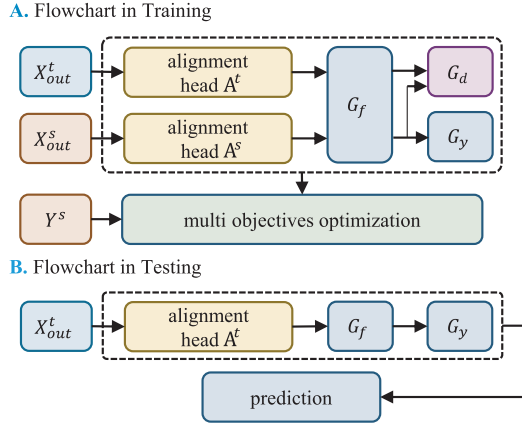 A. Flowchart in Training
X^t_out
alignment
head A^t
G_f
G_d
X^s_out
alignment
head A^s
G_y
Y^s
multi objectives optimization
B. Flowchart in Testing
X^t_out
alignment
head A^t
G_f
G_y
prediction